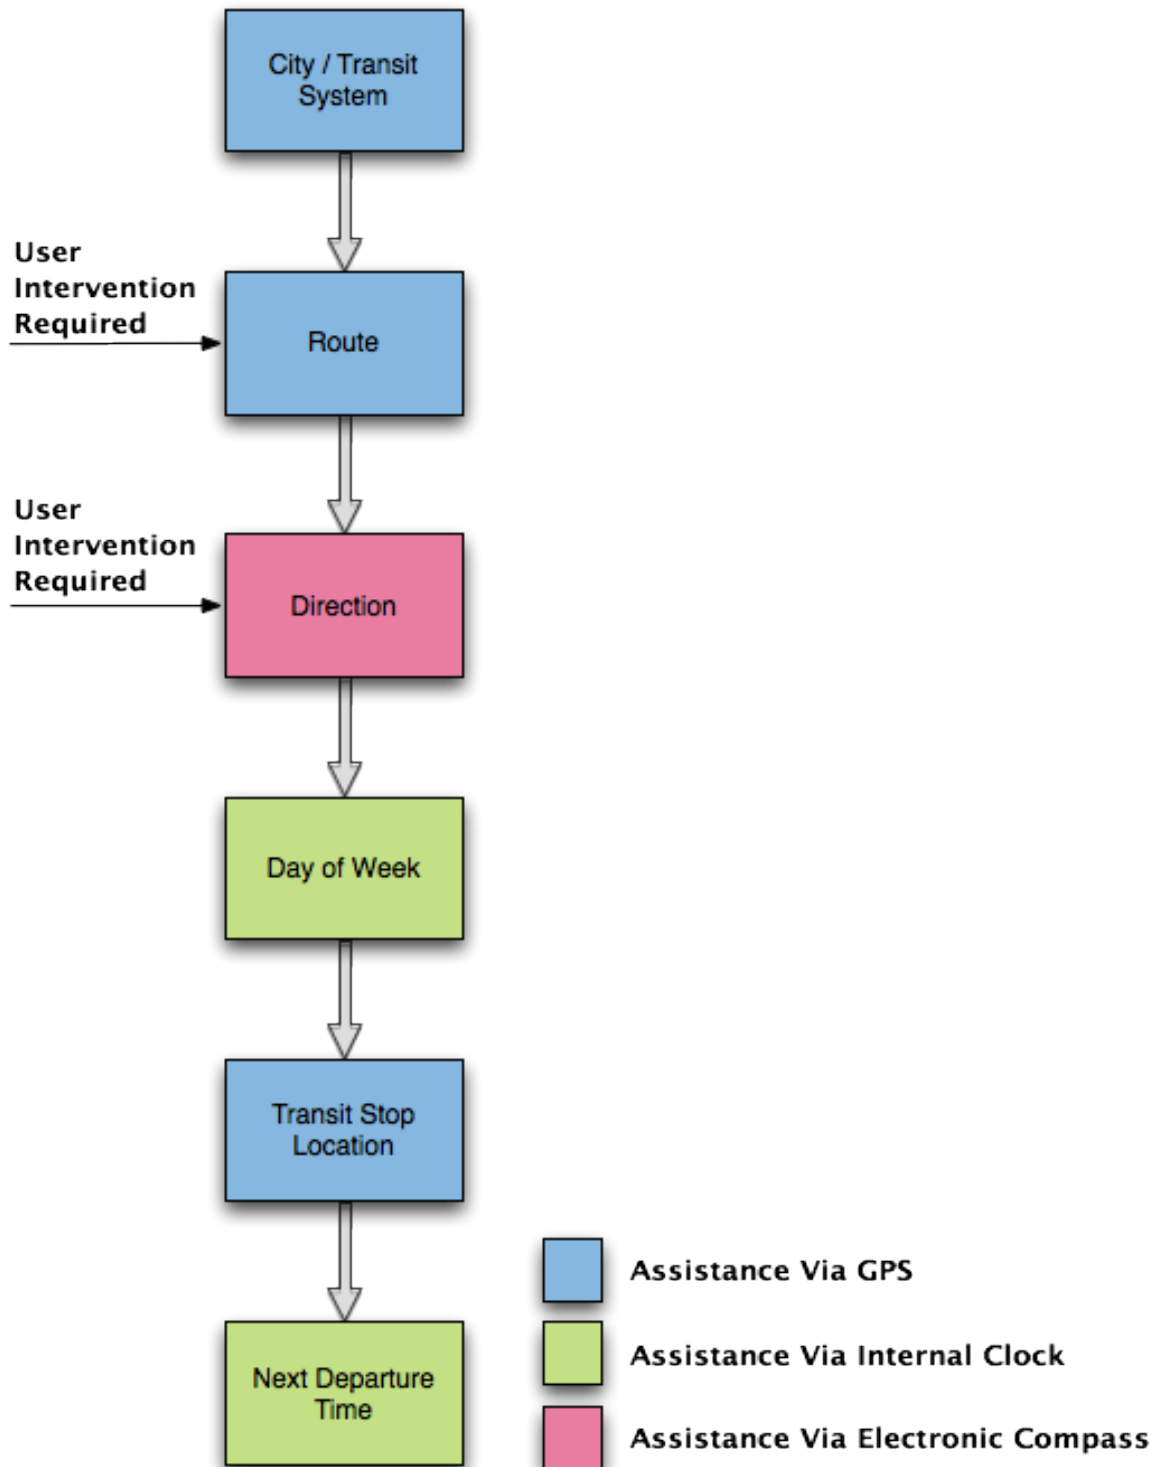 City / Transit
System
User
Intervention
Required
Route
User
Intervention
Required
Direction
Day of Week
Transit Stop
Location
Next Departure
Time
Assistance Via GPS
Assistance Via Internal Clock
Assistance Via Electronic Compass